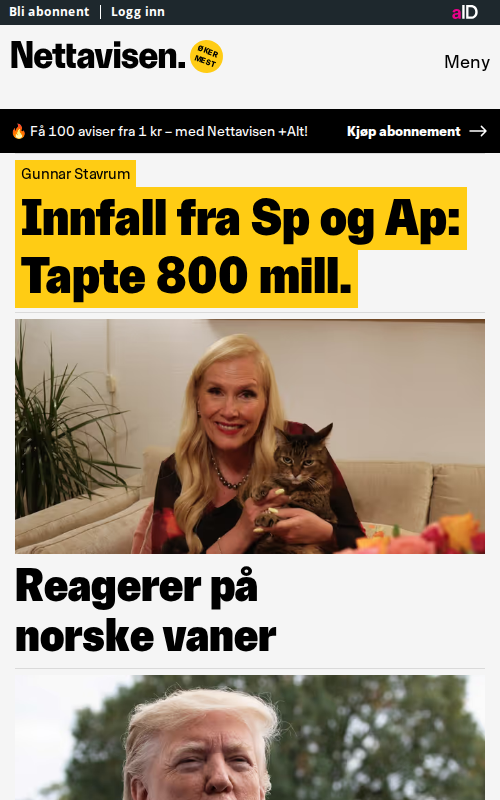 Bli abonnent
Logg inn
aID
Nettavisen.
ØKER
MEST
Meny
🔥 Få 100 aviser fra 1 kr – med Nettavisen +Alt!
Kjøp abonnement →
Gunnar Stavrum
Innfall fra Sp og Ap:
Tapte 800 mill.
Reagerer på
norske vaner